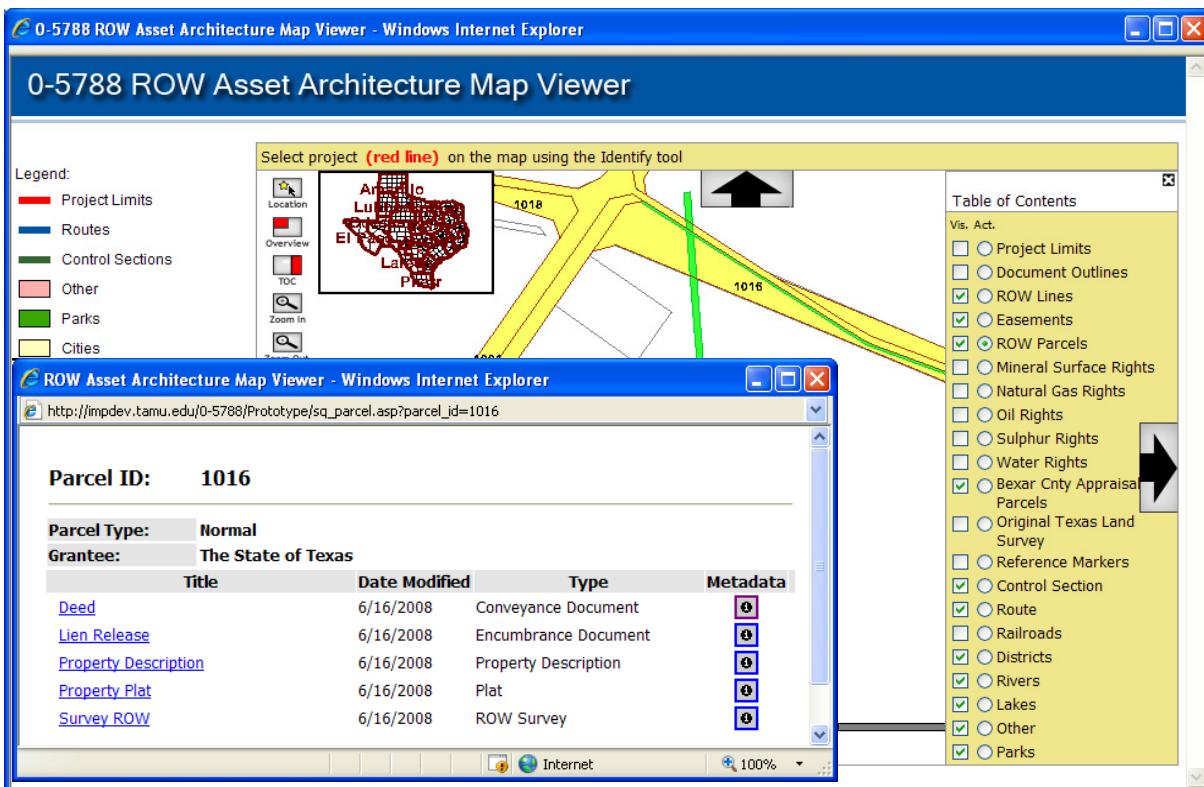 0-5788 ROW Asset Architecture Map Viewer - Windows Internet Explorer
0-5788 ROW Asset Architecture Map Viewer
Select project (red line) on the map using the Identify tool
Legend:
Project Limits
Routes
Control Sections
Other
Parks
Cities
Location
Overview
TOC
Zoom In
Amarillo
El Paso
1018
1016
Table of Contents
Vis. Act.
Project Limits
Document Outlines
ROW Lines
Easements
ROW Parcels
Mineral Surface Rights
Natural Gas Rights
Oil Rights
Sulphur Rights
Water Rights
Bexar Cnty Appraisal
Parcels
Original Texas Land
Survey
Reference Markers
Control Section
Route
Railroads
Districts
Rivers
Lakes
Other
Parks
ROW Asset Architecture Map Viewer - Windows Internet Explorer
http://impdev.tamu.edu/0-5788/Prototype/sq_parcel.asp?parcel_id=1016
Parcel ID: 1016
Parcel Type: Normal
Grantee: The State of Texas
Title Date Modified Type Metadata
Deed 6/16/2008 Conveyance Document
Lien Release 6/16/2008 Encumbrance Document
Property Description 6/16/2008 Property Description
Property Plat 6/16/2008 Plat
Survey ROW 6/16/2008 ROW Survey
Internet 100%